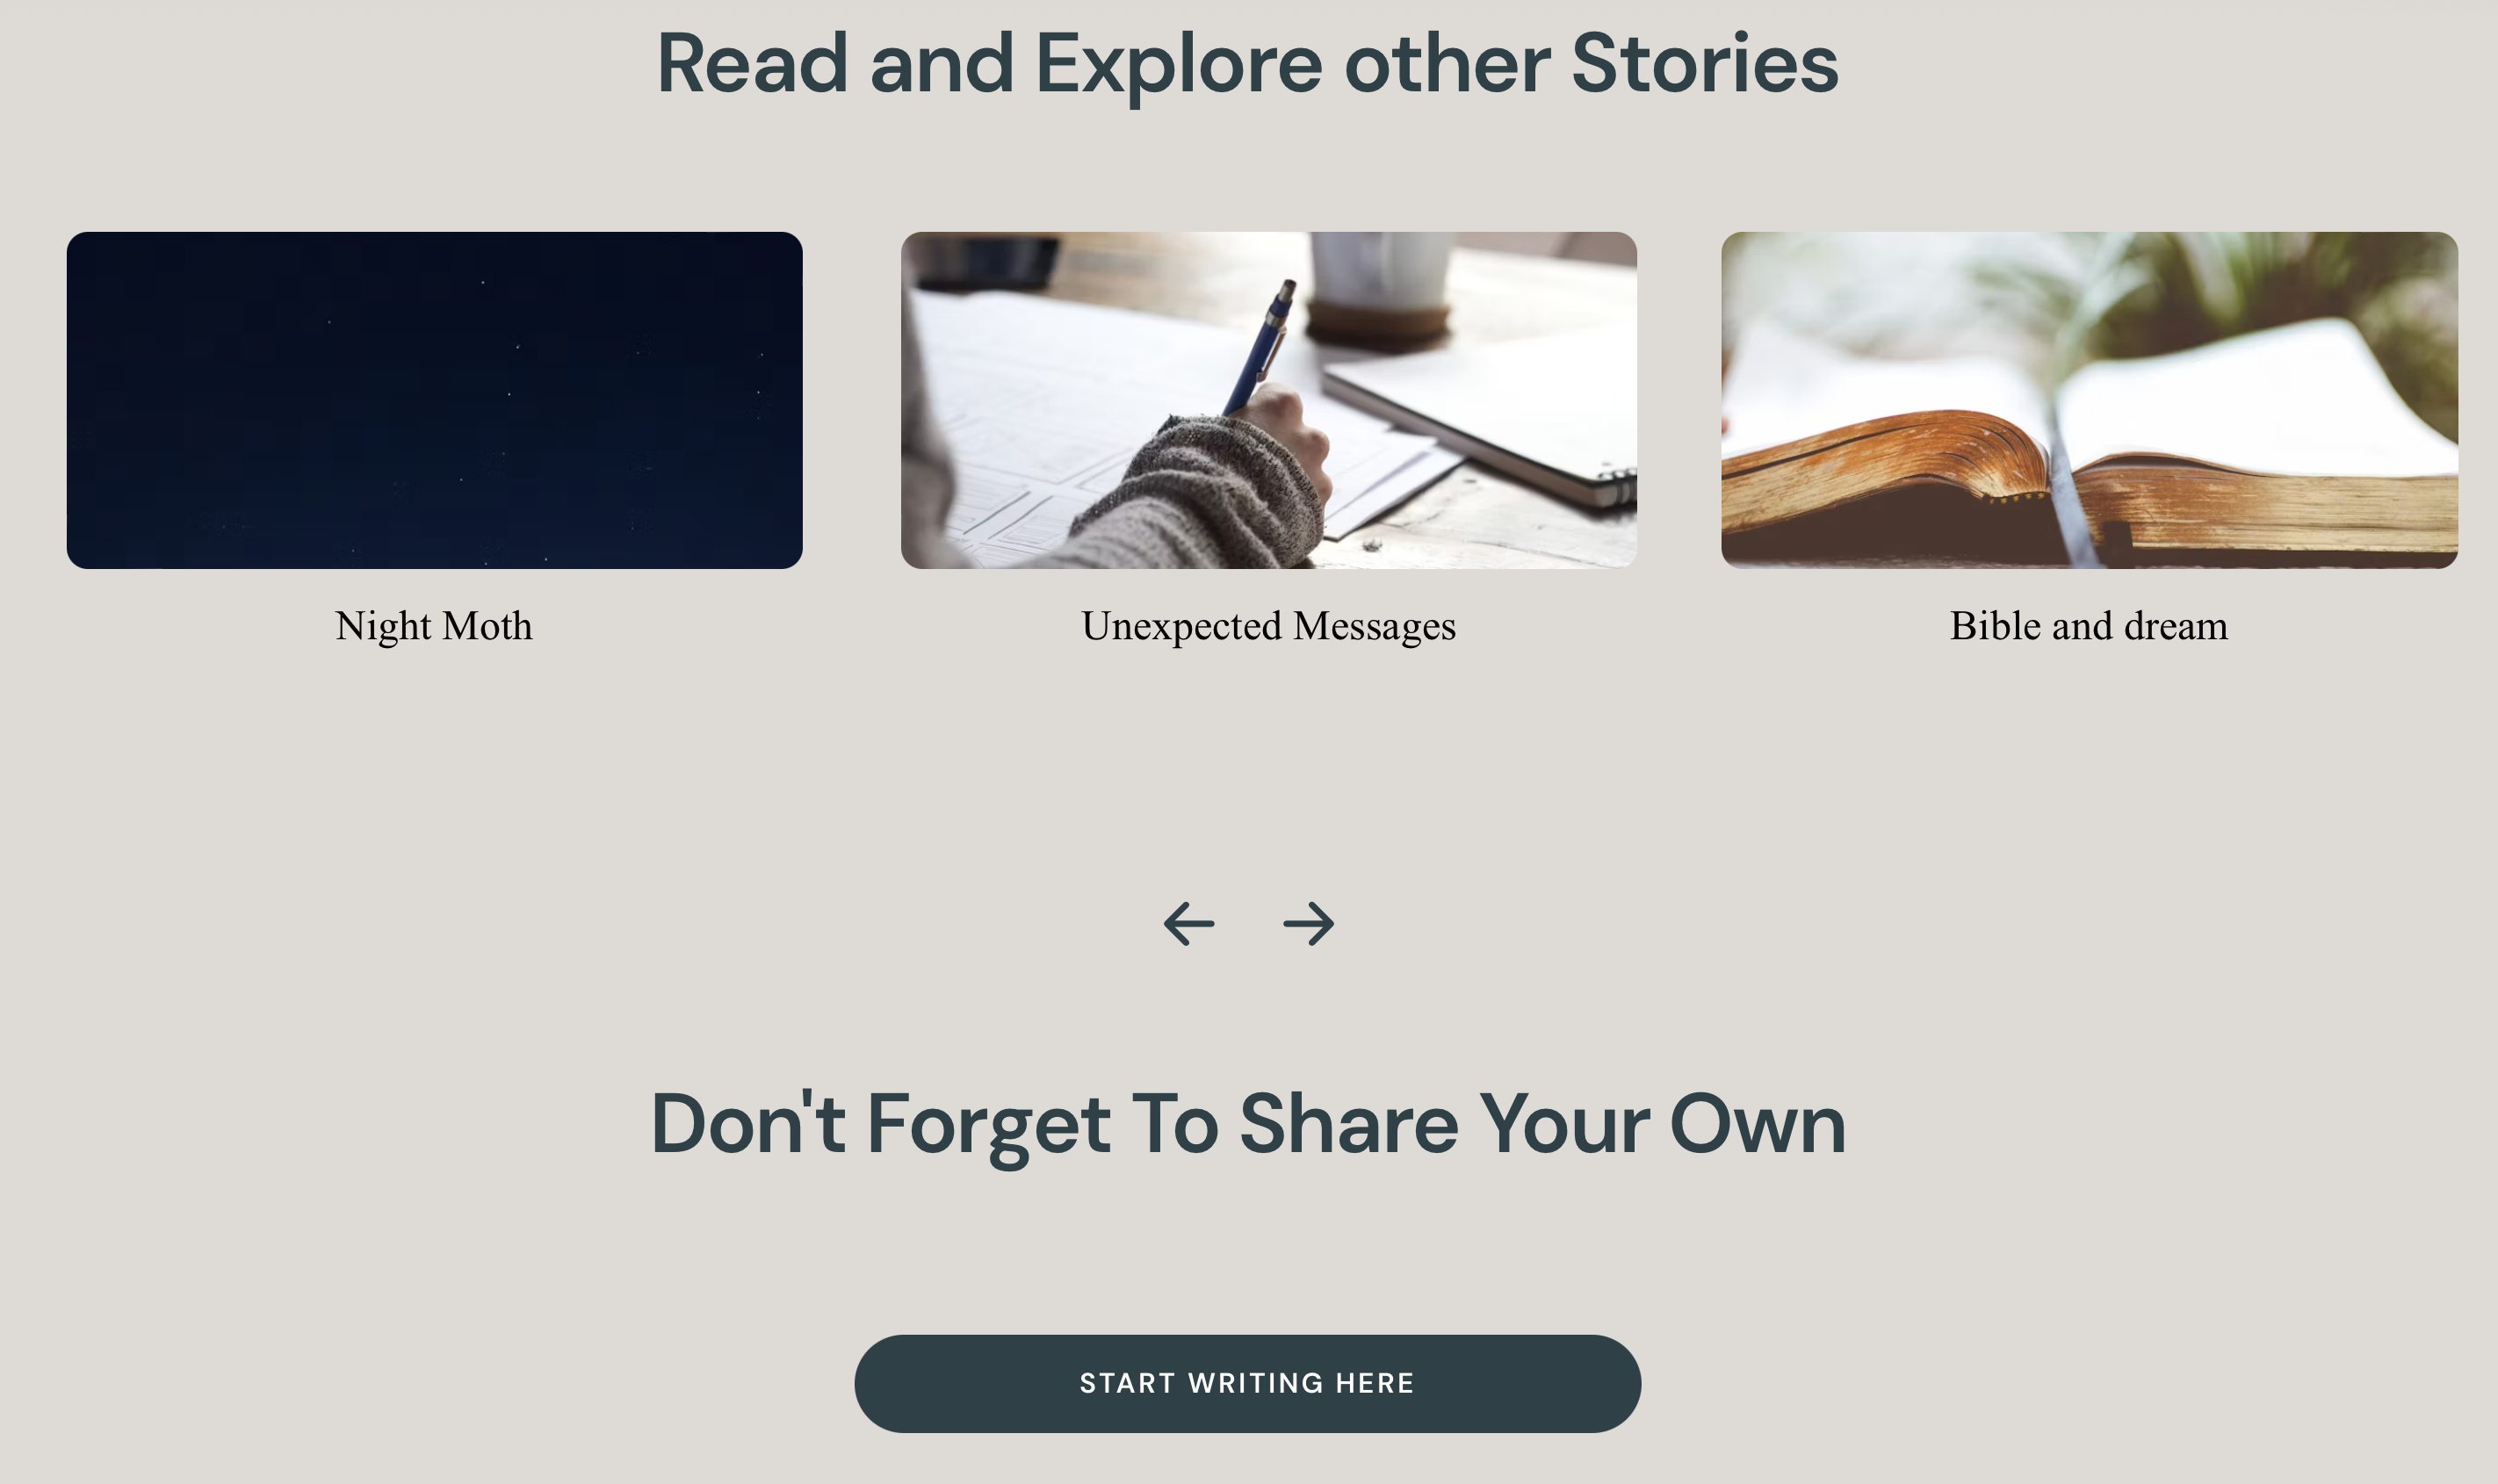 Read and Explore other Stories
Night Moth
Unexpected Messages
Bible and dream
Don't Forget To Share Your Own
START WRITING HERE